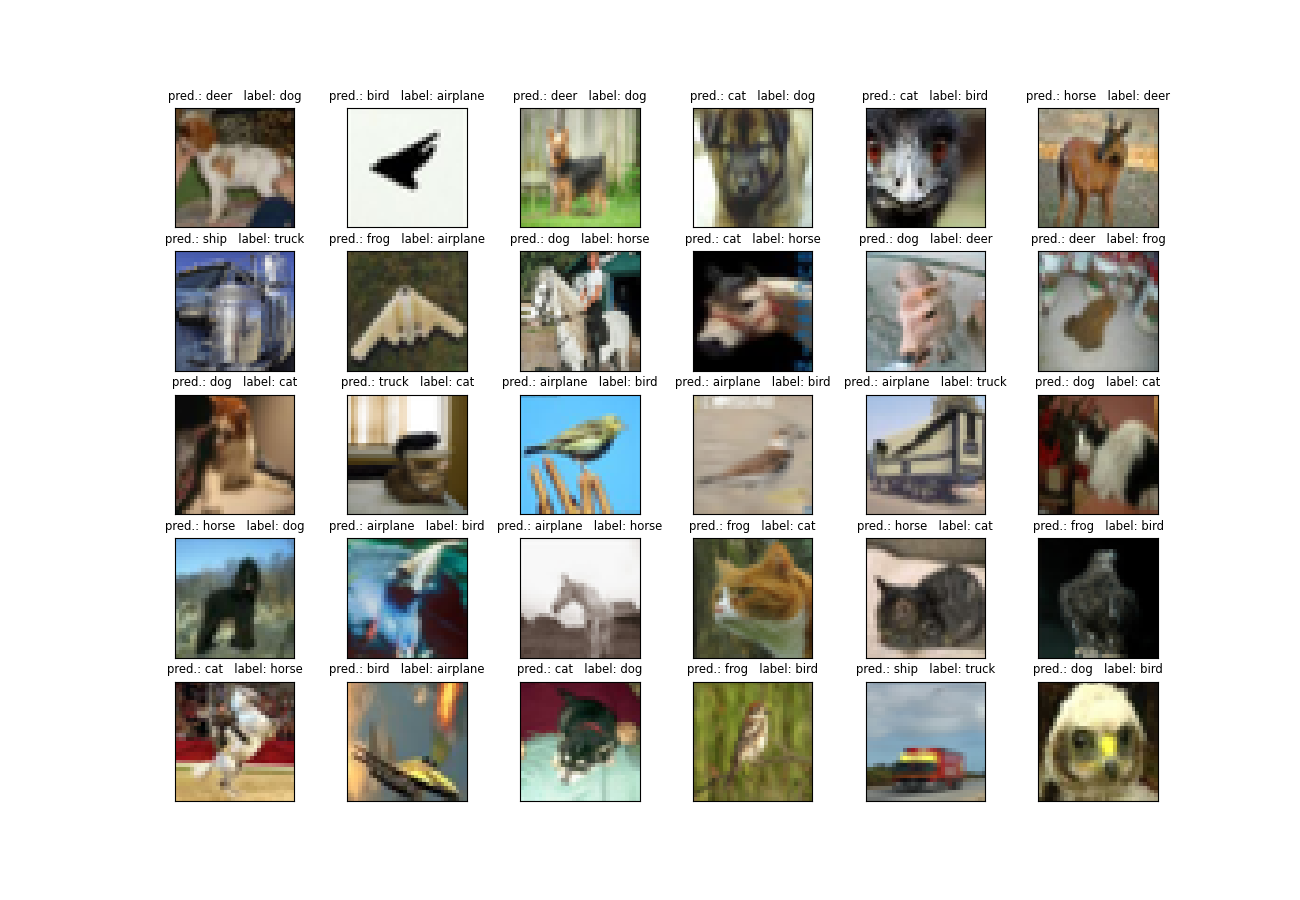 pred.: deer   label: dog
pred.: bird   label: airplane
pred.: deer   label: dog
pred.: cat   label: dog
pred.: cat   label: bird
pred.: horse   label: deer
pred.: ship   label: truck
pred.: frog   label: airplane
pred.: dog   label: horse
pred.: cat   label: horse
pred.: dog   label: deer
pred.: deer   label: frog
pred.: dog   label: cat
pred.: truck   label: cat
pred.: airplane   label: bird
pred.: airplane   label: bird
pred.: airplane   label: truck
pred.: dog   label: cat
pred.: horse   label: dog
pred.: airplane   label: bird
pred.: airplane   label: horse
pred.: frog   label: cat
pred.: horse   label: cat
pred.: frog   label: bird
pred.: cat   label: horse
pred.: bird   label: airplane
pred.: cat   label: dog
pred.: frog   label: bird
pred.: ship   label: truck
pred.: dog   label: bird